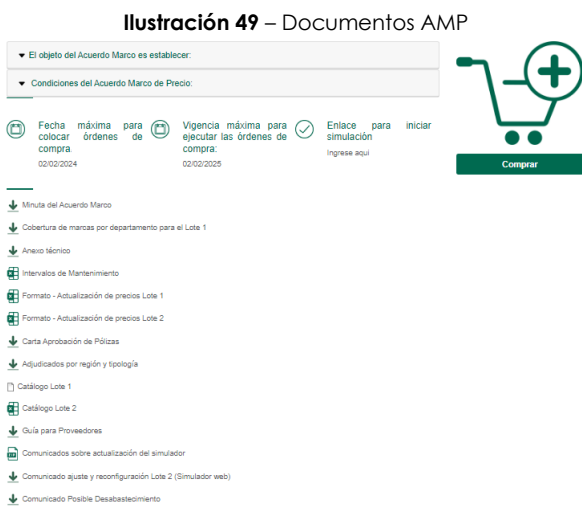 Ilustración 49 – Documentos AMP
El objeto del Acuerdo Marco es establecer:
Condiciones del Acuerdo Marco de Precio:
Fecha máxima para
colocar órdenes de
compra
02/02/2024
Vigencia máxima para
ejecutar las órdenes de
compra:
02/02/2025
Enlace para iniciar
simulación
Ingrese aqui
Comprar
Minuta del Acuerdo Marco
Cobertura de marcas por departamento para el Lote 1
Anexo técnico
Intervalos de Mantenimiento
Formato - Actualización de precios Lote 1
Formato - Actualización de precios Lote 2
Carta Aprobación de Pólizas
Adjudicados por región y tipología
Catálogo Lote 1
Catálogo Lote 2
Guía para Proveedores
Comunicados sobre actualización del simulador
Comunicado ajuste y reconfiguración Lote 2 (Simulador web)
Comunicado Posible Desabastecimiento